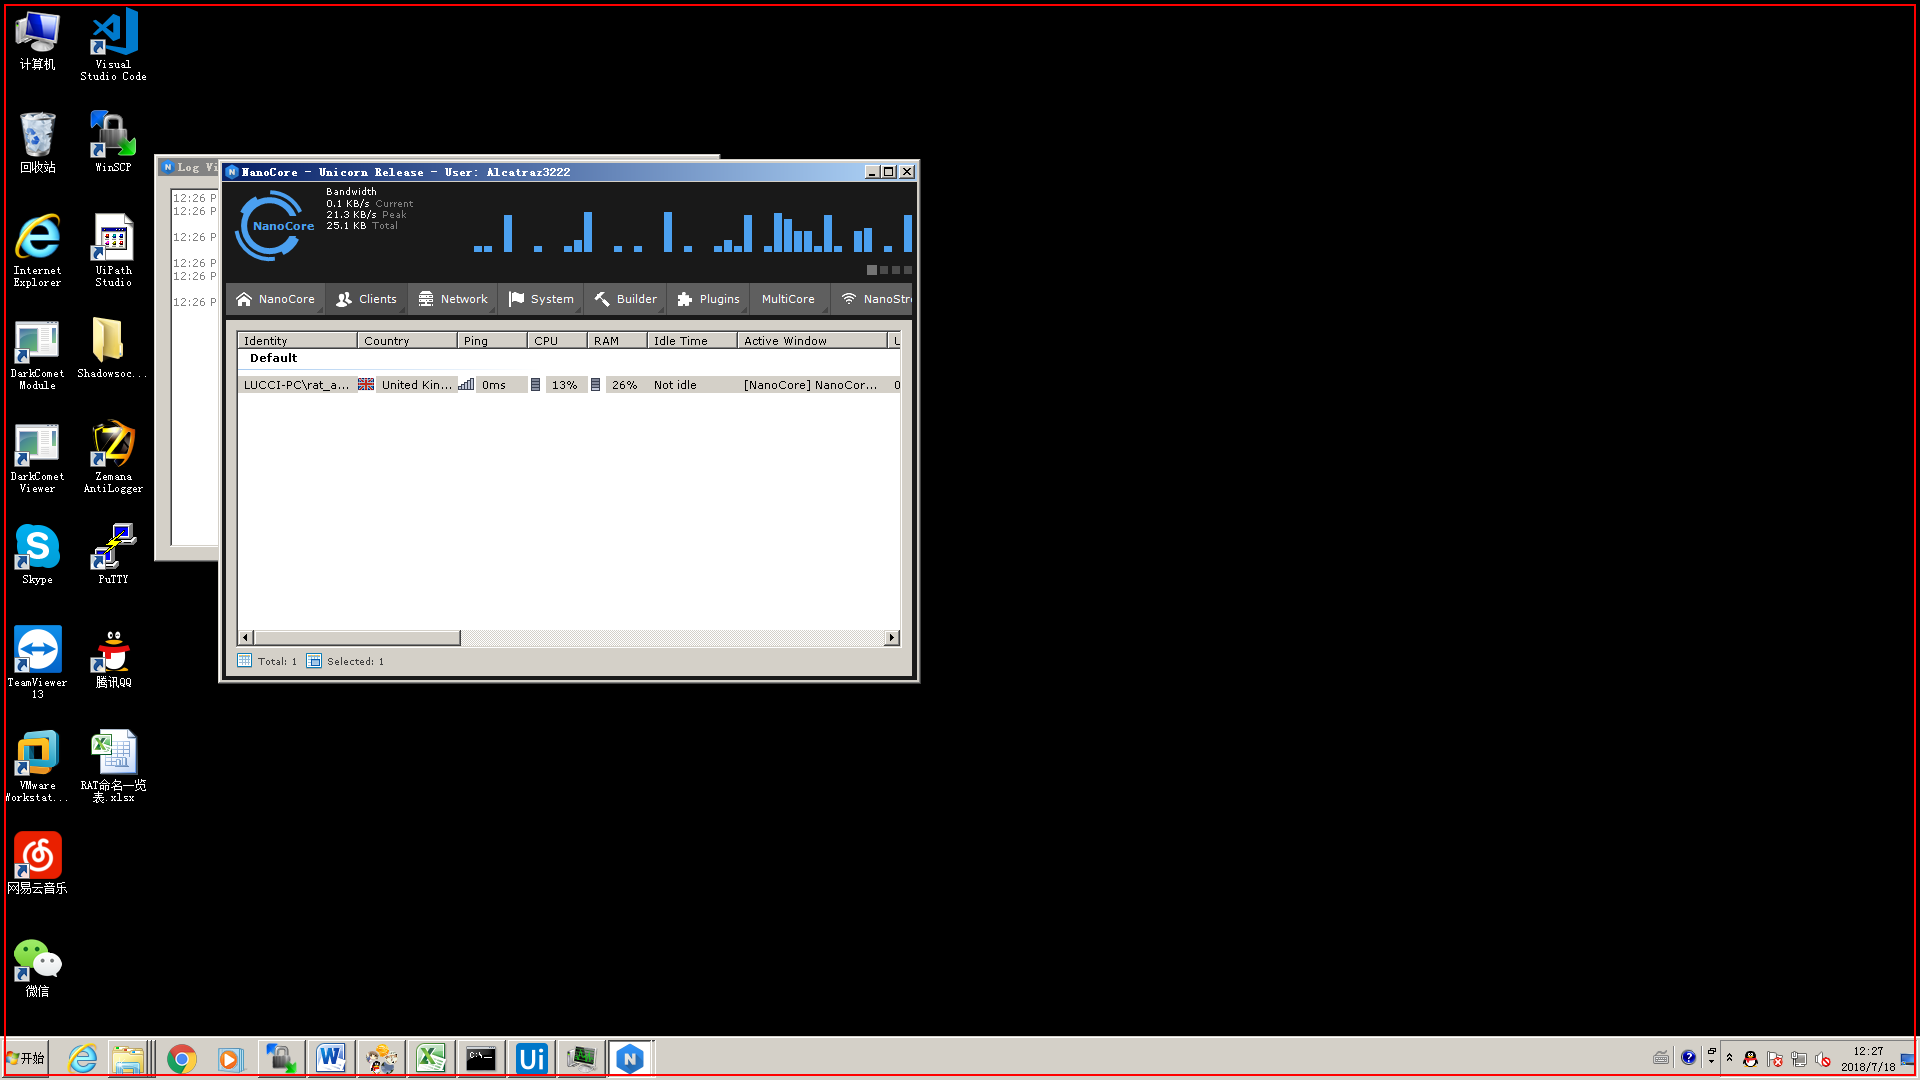 计算机
Visual
Studio Code
回收站
WinSCP
Internet
Explorer
UiPath
Studio
DarkComet
Module
Shadowsoc...
DarkComet
Viewer
Zemana
AntiLogger
Skype
PuTTY
TeamViewer
13
腾讯QQ
VMware
Workstat...
RAT命名一览
表.xlsx
网易云音乐
微信
Log Vi
12:26 P
12:26 P
12:26 P
12:26 P
12:26 P
12:26 P
NanoCore - Unicorn Release - User: Alcatraz3222
NanoCore
Bandwidth
0.1 KB/s Current
21.3 KB/s Peak
25.1 KB Total
NanoCore Clients Network System Builder Plugins MultiCore NanoStr
Identity Country Ping CPU RAM Idle Time Active Window L
Default
LUCCI-PC\rat_a... United Kin... 0ms 13% 26% Not idle [NanoCore] NanoCor... 0
Total: 1 Selected: 1
开始
12:27
2018/7/18